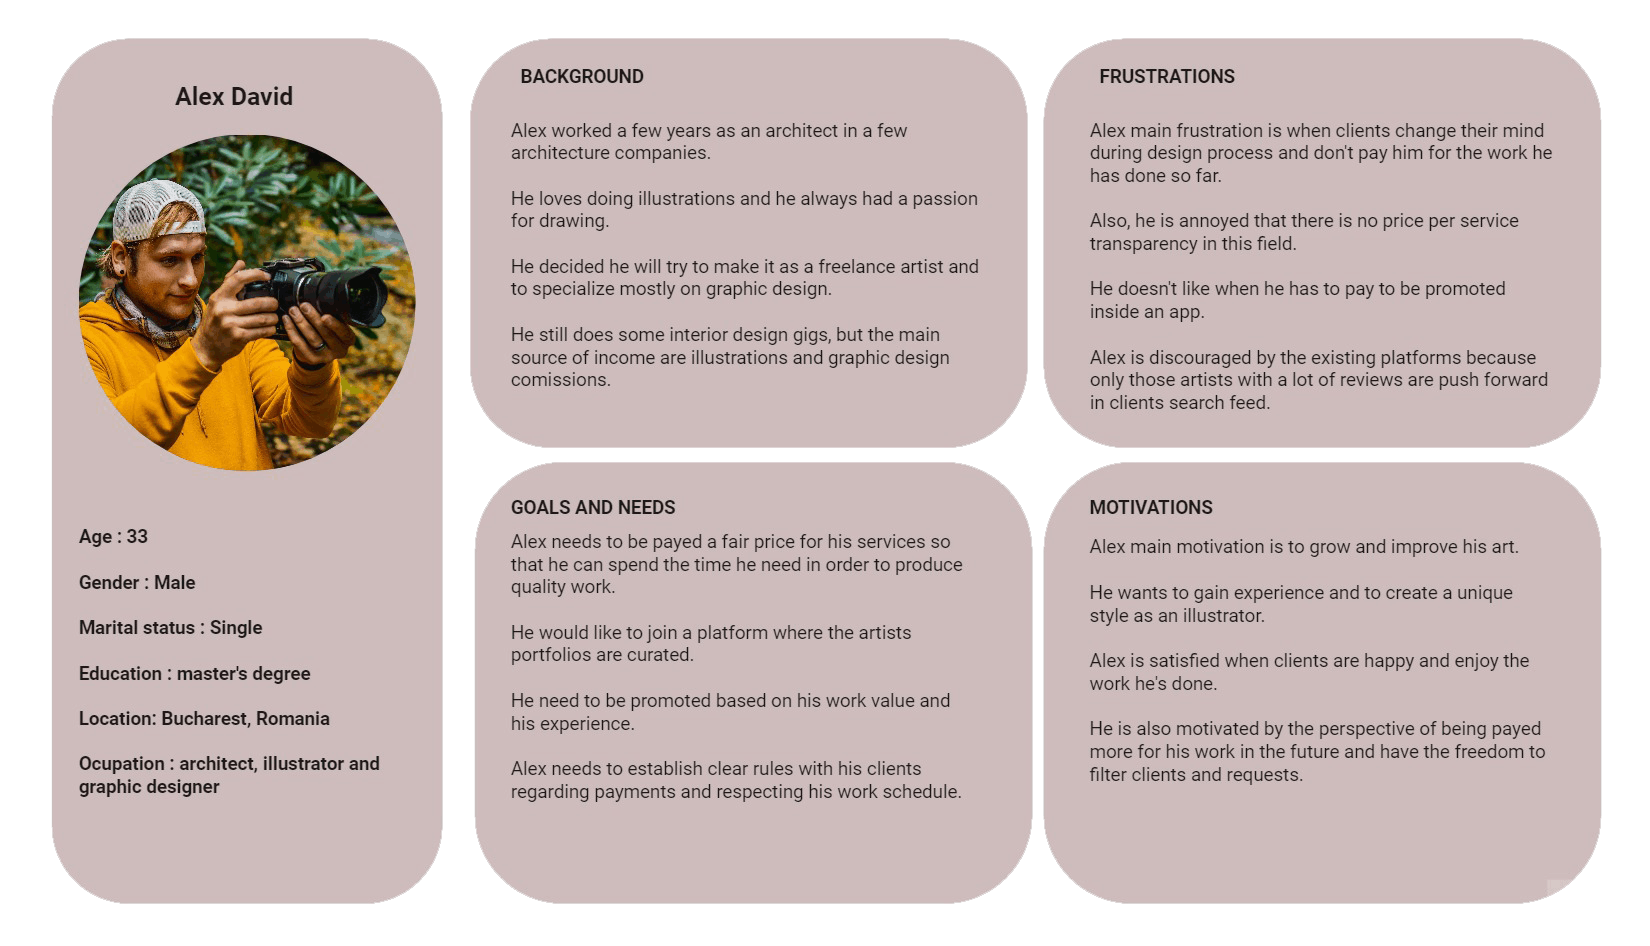 Alex David
Age : 33
Gender : Male
Marital status : Single
Education : master's degree
Location: Bucharest, Romania
Ocupation : architect, illustrator and
graphic designer
BACKGROUND
Alex worked a few years as an architect in a few
architecture companies.
He loves doing illustrations and he always had a passion
for drawing.
He decided he will try to make it as a freelance artist and
to specialize mostly on graphic design.
He still does some interior design gigs, but the main
source of income are illustrations and graphic design
comissions.
FRUSTRATIONS
Alex main frustration is when clients change their mind
during design process and don't pay him for the work he
has done so far.
Also, he is annoyed that there is no price per service
transparency in this field.
He doesn't like when he has to pay to be promoted
inside an app.
Alex is discouraged by the existing platforms because
only those artists with a lot of reviews are push forward
in clients search feed.
GOALS AND NEEDS
Alex needs to be payed a fair price for his services so
that he can spend the time he need in order to produce
quality work.
He would like to join a platform where the artists
portfolios are curated.
He need to be promoted based on his work value and
his experience.
Alex needs to establish clear rules with his clients
regarding payments and respecting his work schedule.
MOTIVATIONS
Alex main motivation is to grow and improve his art.
He wants to gain experience and to create a unique
style as an illustrator.
Alex is satisfied when clients are happy and enjoy the
work he's done.
He is also motivated by the perspective of being payed
more for his work in the future and have the freedom to
filter clients and requests.